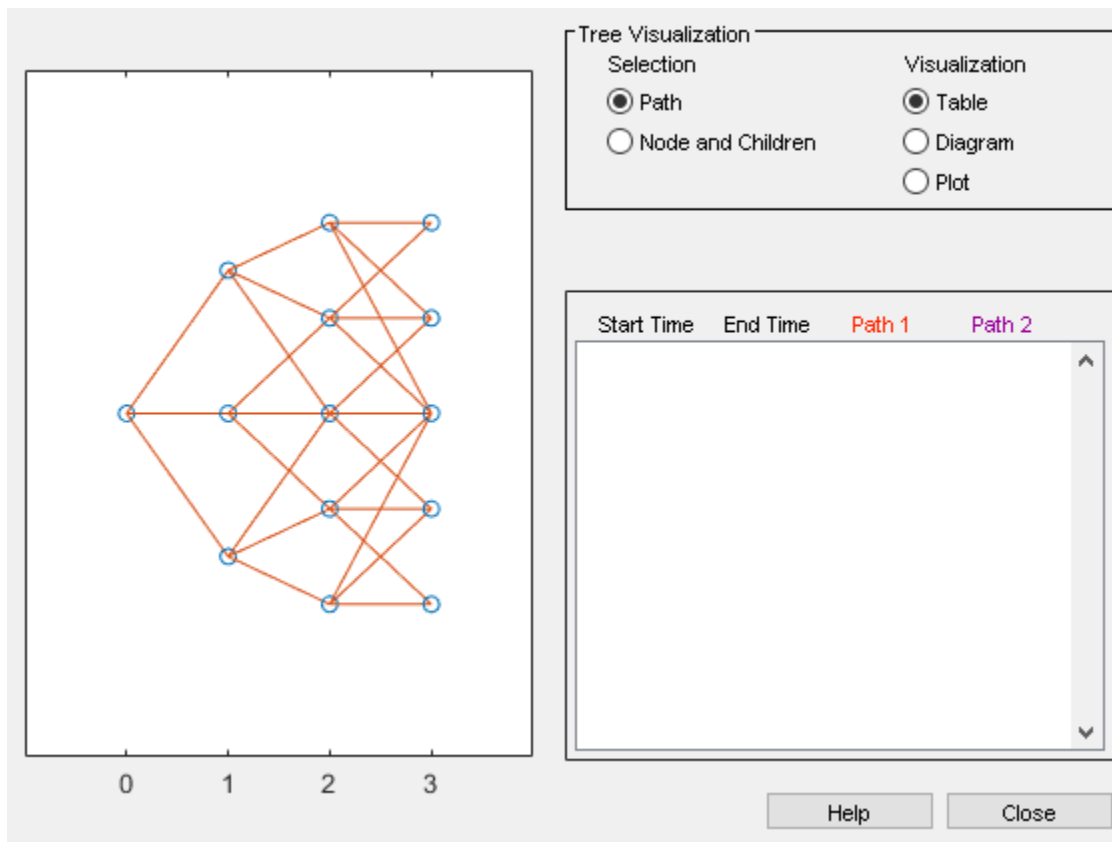 Tree Visualization
Selection
Visualization
Path
Table
Node and Children
Diagram
Plot
Start Time End Time Path 1 Path 2
0 1 2 3
Help
Close